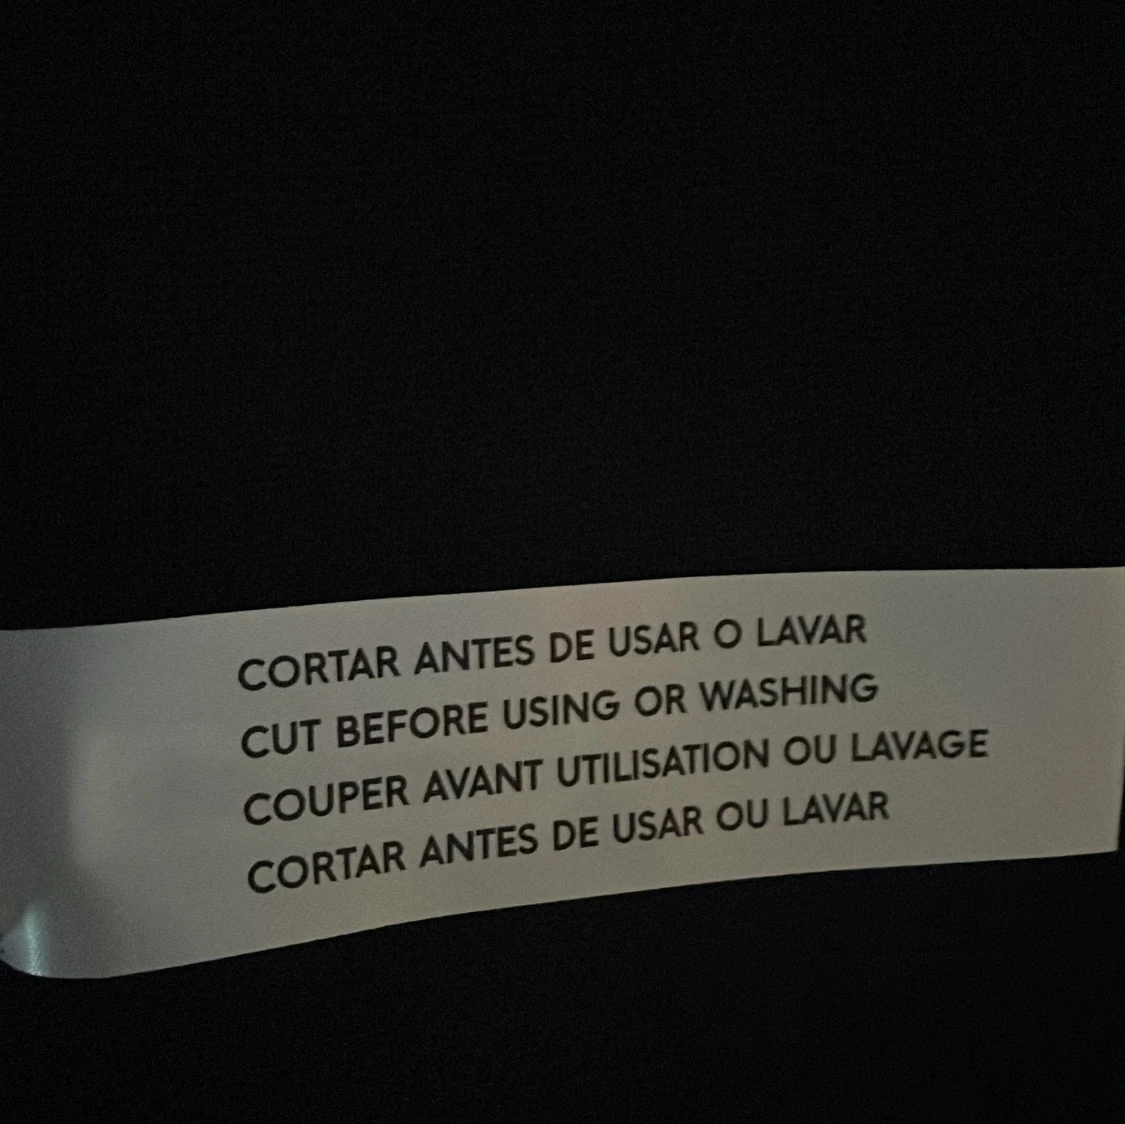 CORTAR ANTES DE USAR O LAVAR
CUT BEFORE USING OR WASHING
COUPER AVANT UTILISATION OU LAVAGE
CORTAR ANTES DE USAR OU LAVAR